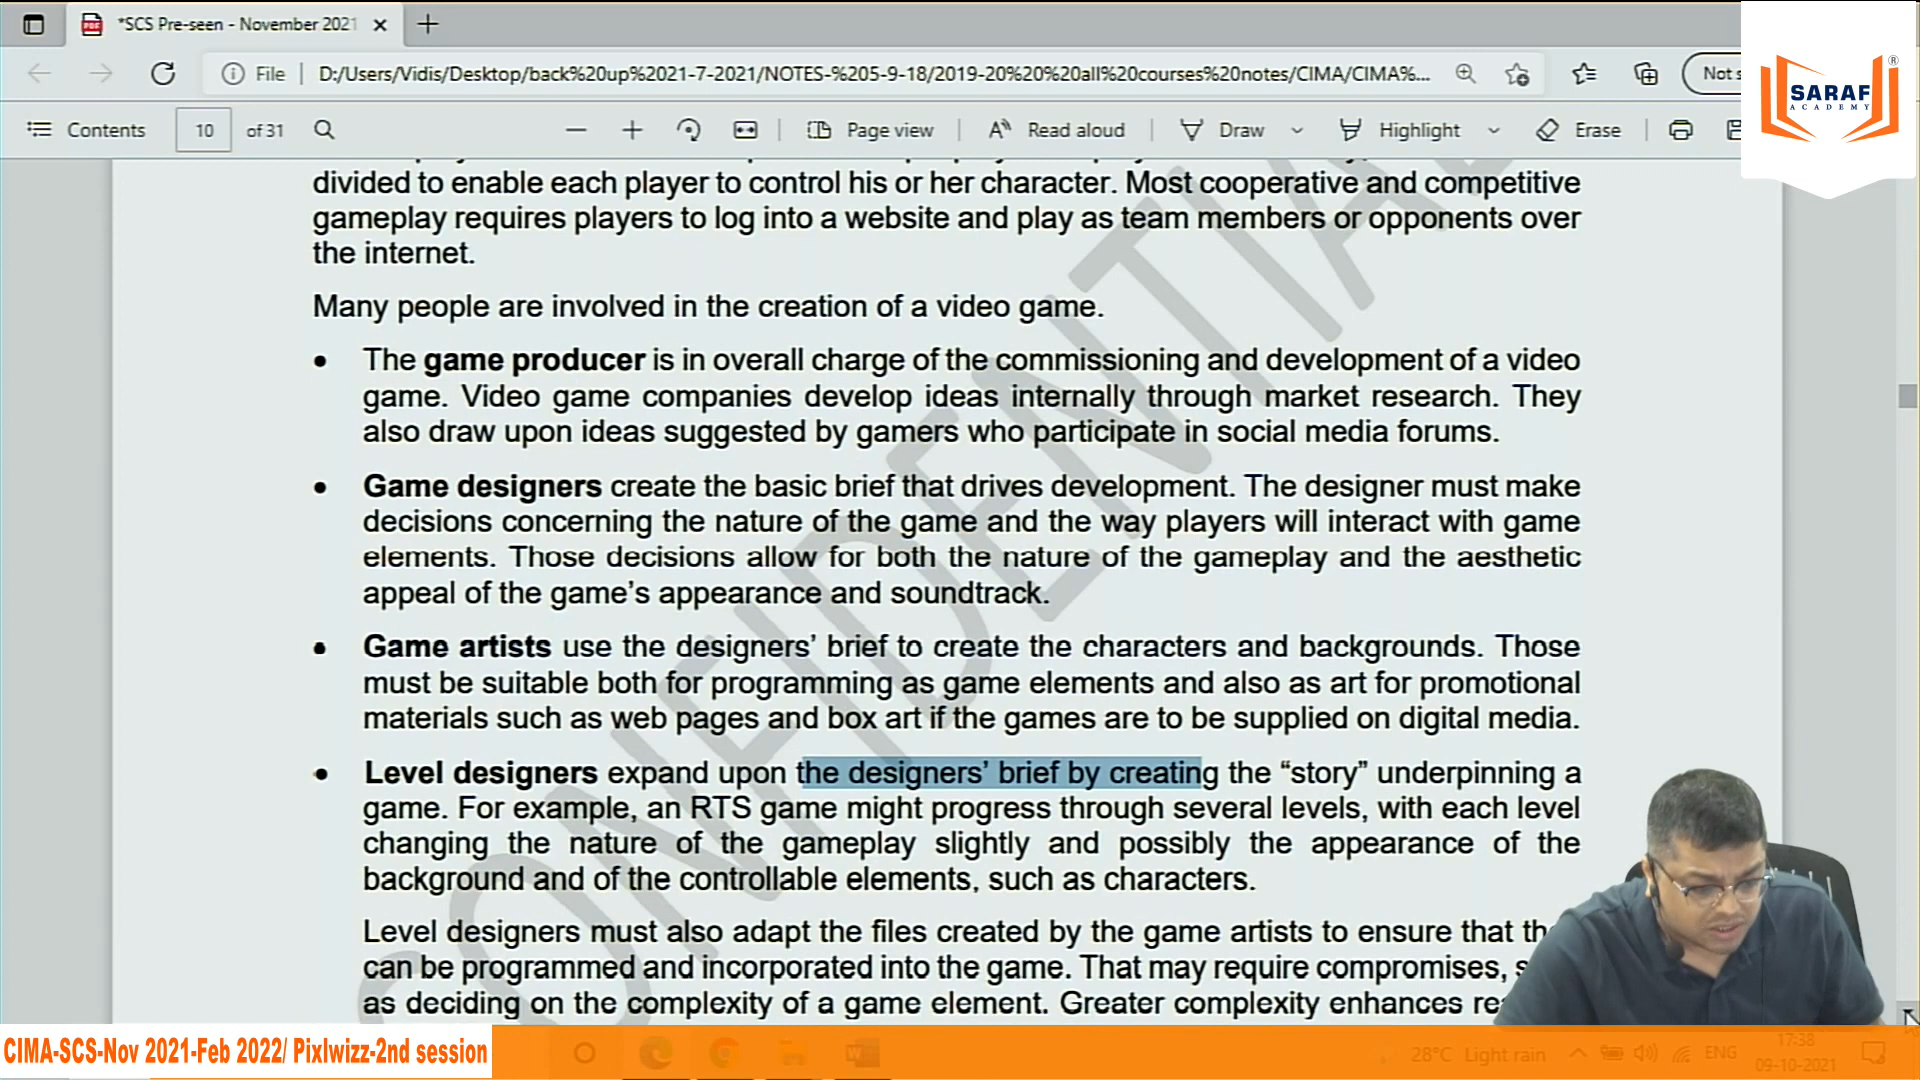 *SCS Pre-seen - November 2021
File
D:/Users/Vidis/Desktop/back%20up%2021-7-2021/NOTES-%205-9-18/2019-20%20%20all%20courses%20notes/CIMA/CIMA%...
Not s
SARAF
ACADEMY
®
Contents
10
of 31
Page view
Read aloud
Draw
Highlight
Erase
divided to enable each player to control his or her character. Most cooperative and competitive
gameplay requires players to log into a website and play as team members or opponents over
the internet.
Many people are involved in the creation of a video game.
• The game producer is in overall charge of the commissioning and development of a video
game. Video game companies develop ideas internally through market research. They
also draw upon ideas suggested by gamers who participate in social media forums.
• Game designers create the basic brief that drives development. The designer must make
decisions concerning the nature of the game and the way players will interact with game
elements. Those decisions allow for both the nature of the gameplay and the aesthetic
appeal of the game’s appearance and soundtrack.
• Game artists use the designers’ brief to create the characters and backgrounds. Those
must be suitable both for programming as game elements and also as art for promotional
materials such as web pages and box art if the games are to be supplied on digital media.
• Level designers expand upon the designers’ brief by creating the “story” underpinning a
game. For example, an RTS game might progress through several levels, with each level
changing the nature of the gameplay slightly and possibly the appearance of the
background and of the controllable elements, such as characters.
Level designers must also adapt the files created by the game artists to ensure that th
can be programmed and incorporated into the game. That may require compromises, s
as deciding on the complexity of a game element. Greater complexity enhances re
CONFIDENTIAL
CIMA-SCS-Nov 2021-Feb 2022/ Pixlwizz-2nd session
28°C Light rain
ENG
17:38
09-10-2021